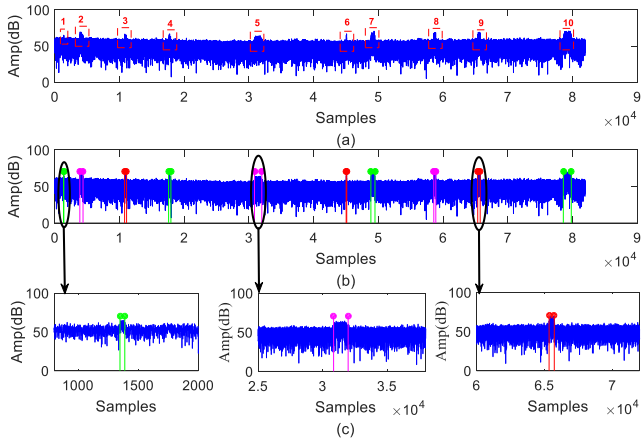 1 2 3 4 5 6 7 8 9 10
100
50
0
Amp(dB)
0 1 2 3 4 5 6 7 8 9
Samples
×10^4
(a)
100
50
0
Amp(dB)
0 1 2 3 4 5 6 7 8 9
Samples
×10^4
(b)
100
50
0
Amp(dB)
1000 1500 2000
Samples
100
50
0
Amp(dB)
2.5 3 3.5
Samples
×10^4
100
50
0
Amp(dB)
6 6.5 7
Samples
×10^4
(c)